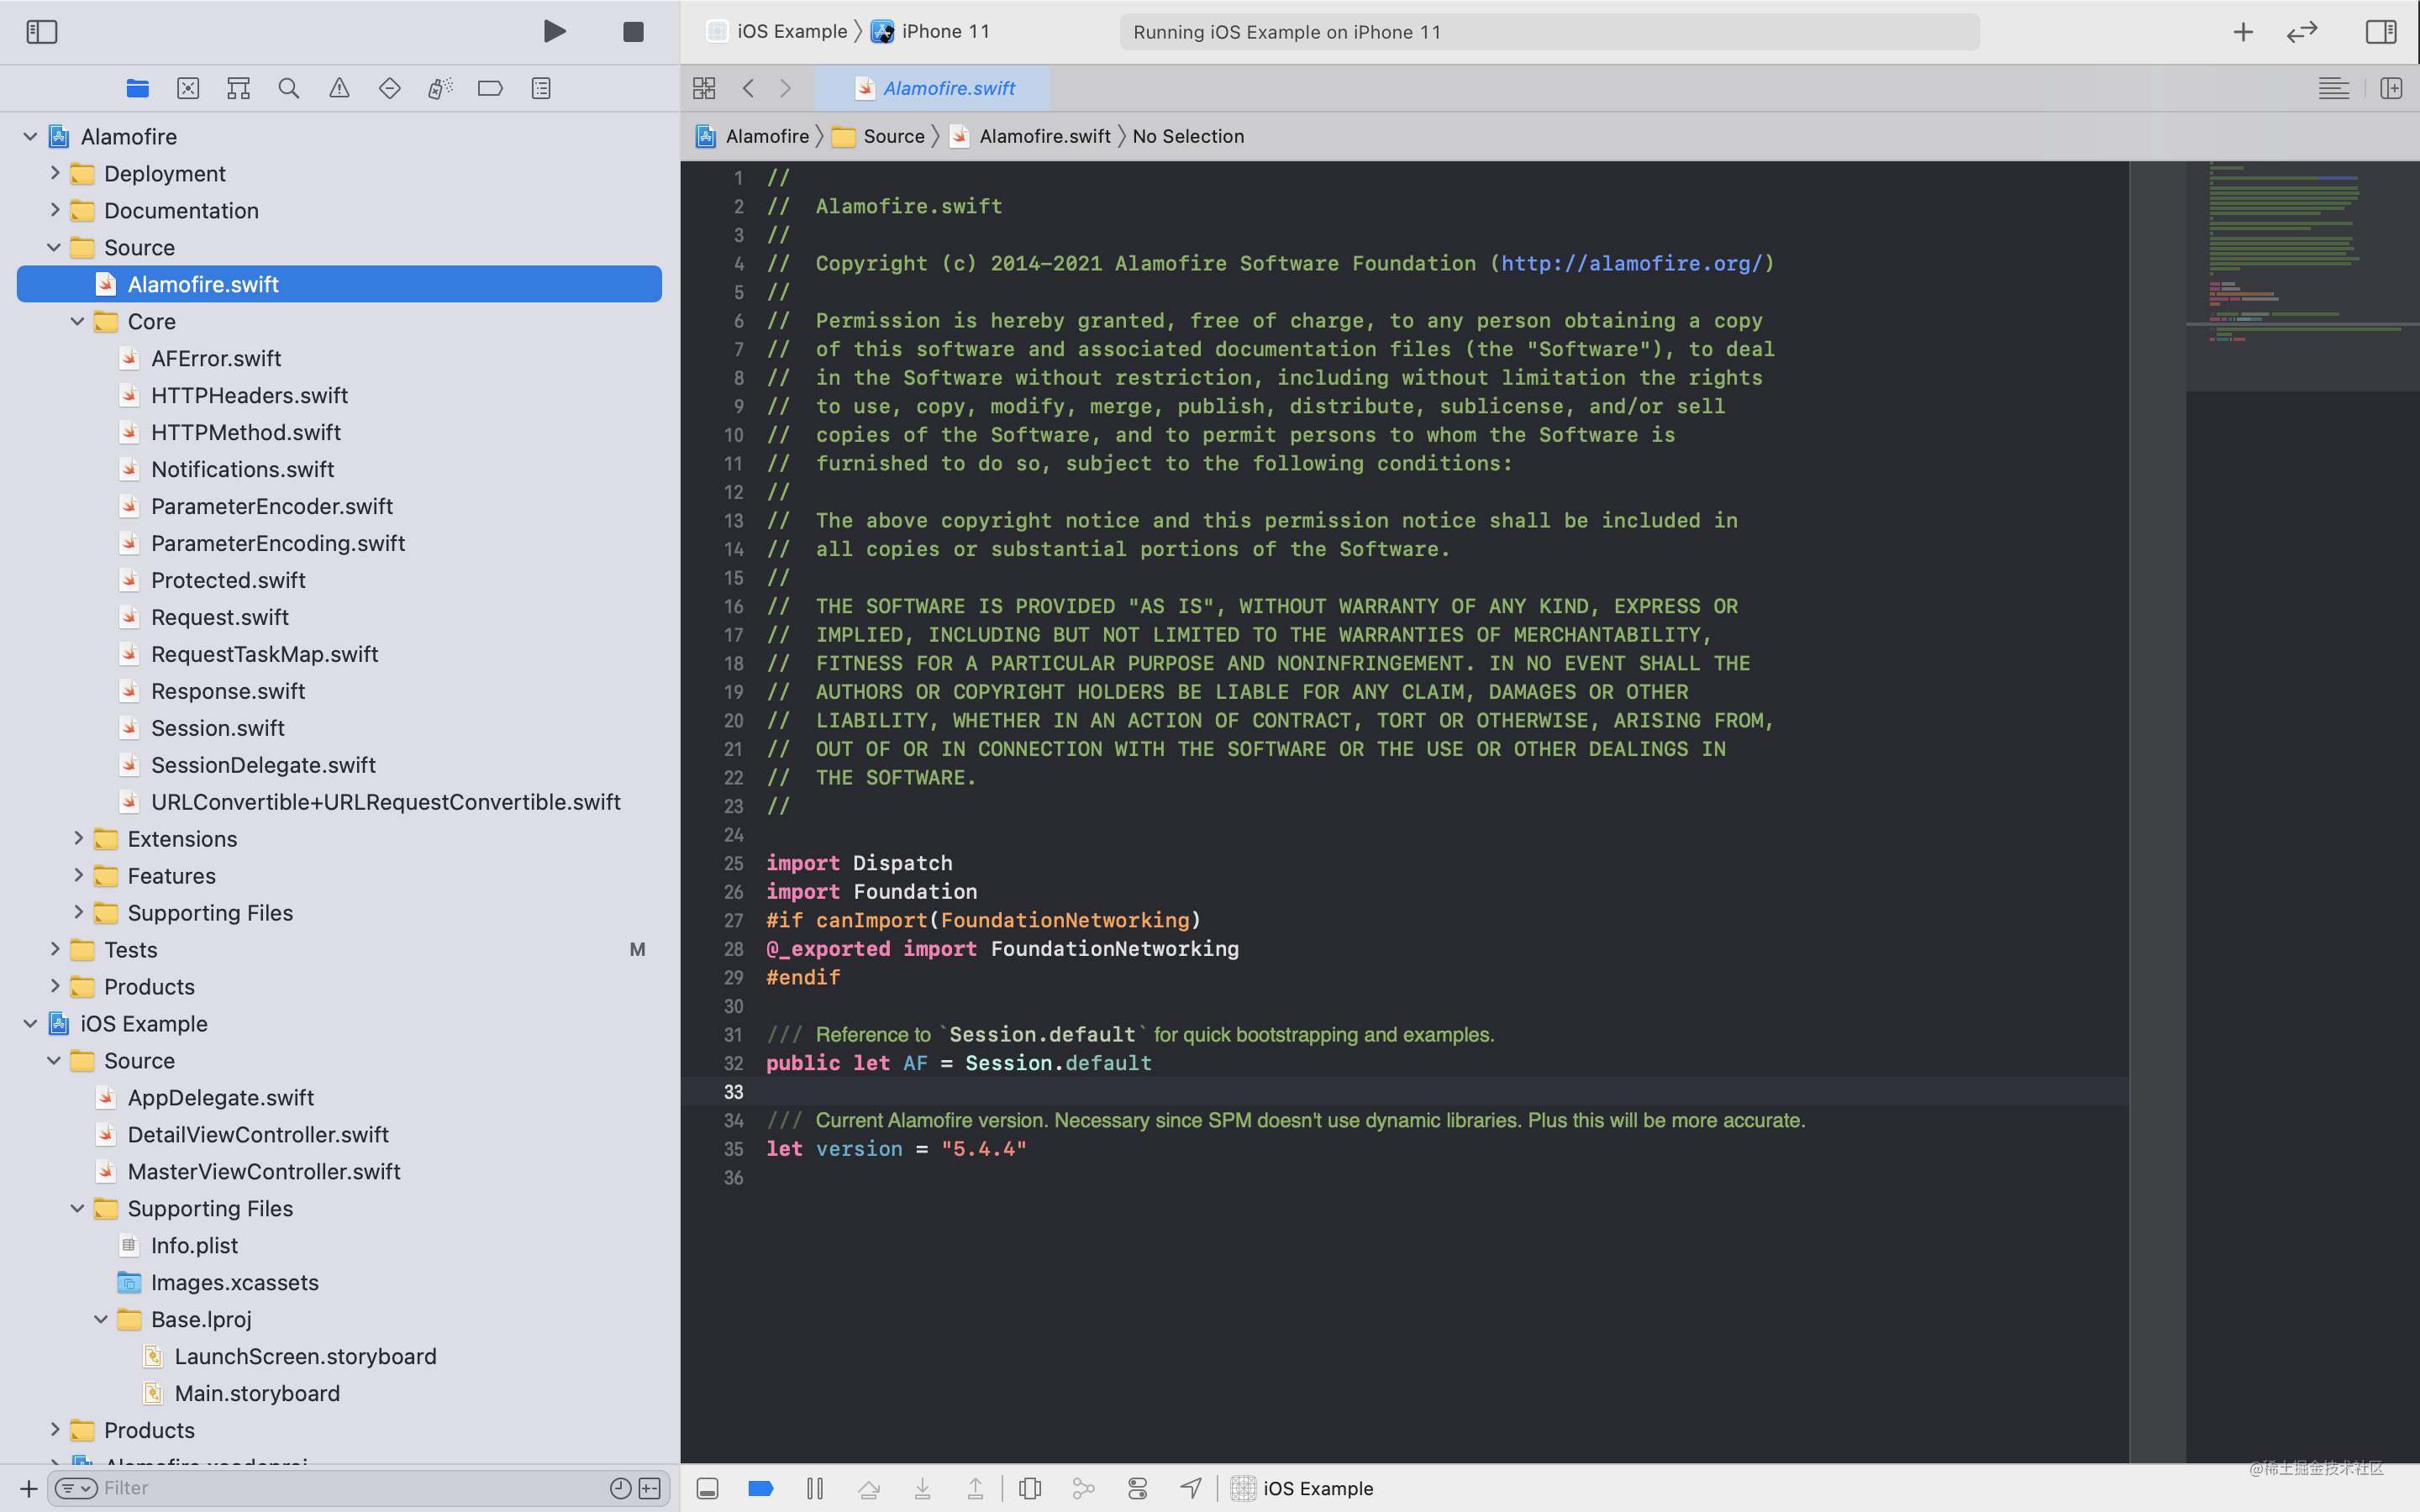 iOS Example
iPhone 11
Running iOS Example on iPhone 11
Alamofire.swift
Alamofire
Source
Alamofire.swift
No Selection
Alamofire
Deployment
Documentation
Source
Alamofire.swift
Core
AFError.swift
HTTPHeaders.swift
HTTPMethod.swift
Notifications.swift
ParameterEncoder.swift
ParameterEncoding.swift
Protected.swift
Request.swift
RequestTaskMap.swift
Response.swift
Session.swift
SessionDelegate.swift
URLConvertible+URLRequestConvertible.swift
Extensions
Features
Supporting Files
Tests M
Products
iOS Example
Source
AppDelegate.swift
DetailViewController.swift
MasterViewController.swift
Supporting Files
Info.plist
Images.xcassets
Base.lproj
LaunchScreen.storyboard
Main.storyboard
Products
Alamofire.xcodeproj
Filter
1 //
2 //  Alamofire.swift
3 //
4 //  Copyright (c) 2014–2021 Alamofire Software Foundation (http://alamofire.org/)
5 //
6 //  Permission is hereby granted, free of charge, to any person obtaining a copy
7 //  of this software and associated documentation files (the "Software"), to deal
8 //  in the Software without restriction, including without limitation the rights
9 //  to use, copy, modify, merge, publish, distribute, sublicense, and/or sell
10 //  copies of the Software, and to permit persons to whom the Software is
11 //  furnished to do so, subject to the following conditions:
12 //
13 //  The above copyright notice and this permission notice shall be included in
14 //  all copies or substantial portions of the Software.
15 //
16 //  THE SOFTWARE IS PROVIDED "AS IS", WITHOUT WARRANTY OF ANY KIND, EXPRESS OR
17 //  IMPLIED, INCLUDING BUT NOT LIMITED TO THE WARRANTIES OF MERCHANTABILITY,
18 //  FITNESS FOR A PARTICULAR PURPOSE AND NONINFRINGEMENT. IN NO EVENT SHALL THE
19 //  AUTHORS OR COPYRIGHT HOLDERS BE LIABLE FOR ANY CLAIM, DAMAGES OR OTHER
20 //  LIABILITY, WHETHER IN AN ACTION OF CONTRACT, TORT OR OTHERWISE, ARISING FROM,
21 //  OUT OF OR IN CONNECTION WITH THE SOFTWARE OR THE USE OR OTHER DEALINGS IN
22 //  THE SOFTWARE.
23 //
24
25 import Dispatch
26 import Foundation
27 #if canImport(FoundationNetworking)
28 @_exported import FoundationNetworking
29 #endif
30
31 /// Reference to `Session.default` for quick bootstrapping and examples.
32 public let AF = Session.default
33
34 /// Current Alamofire version. Necessary since SPM doesn't use dynamic libraries. Plus this will be more accurate.
35 let version = "5.4.4"
36
iOS Example
@稀土掘金技术社区